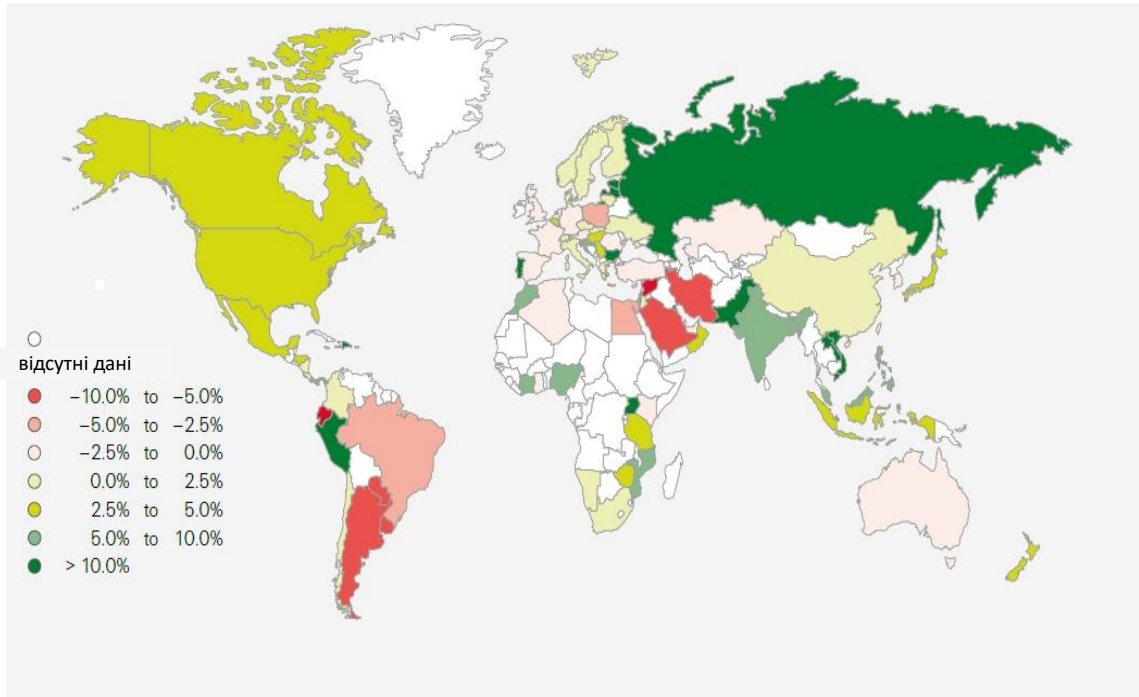 відсутні дані
−10.0% to −5.0%
−5.0% to −2.5%
−2.5% to 0.0%
0.0% to 2.5%
2.5% to 5.0%
5.0% to 10.0%
> 10.0%